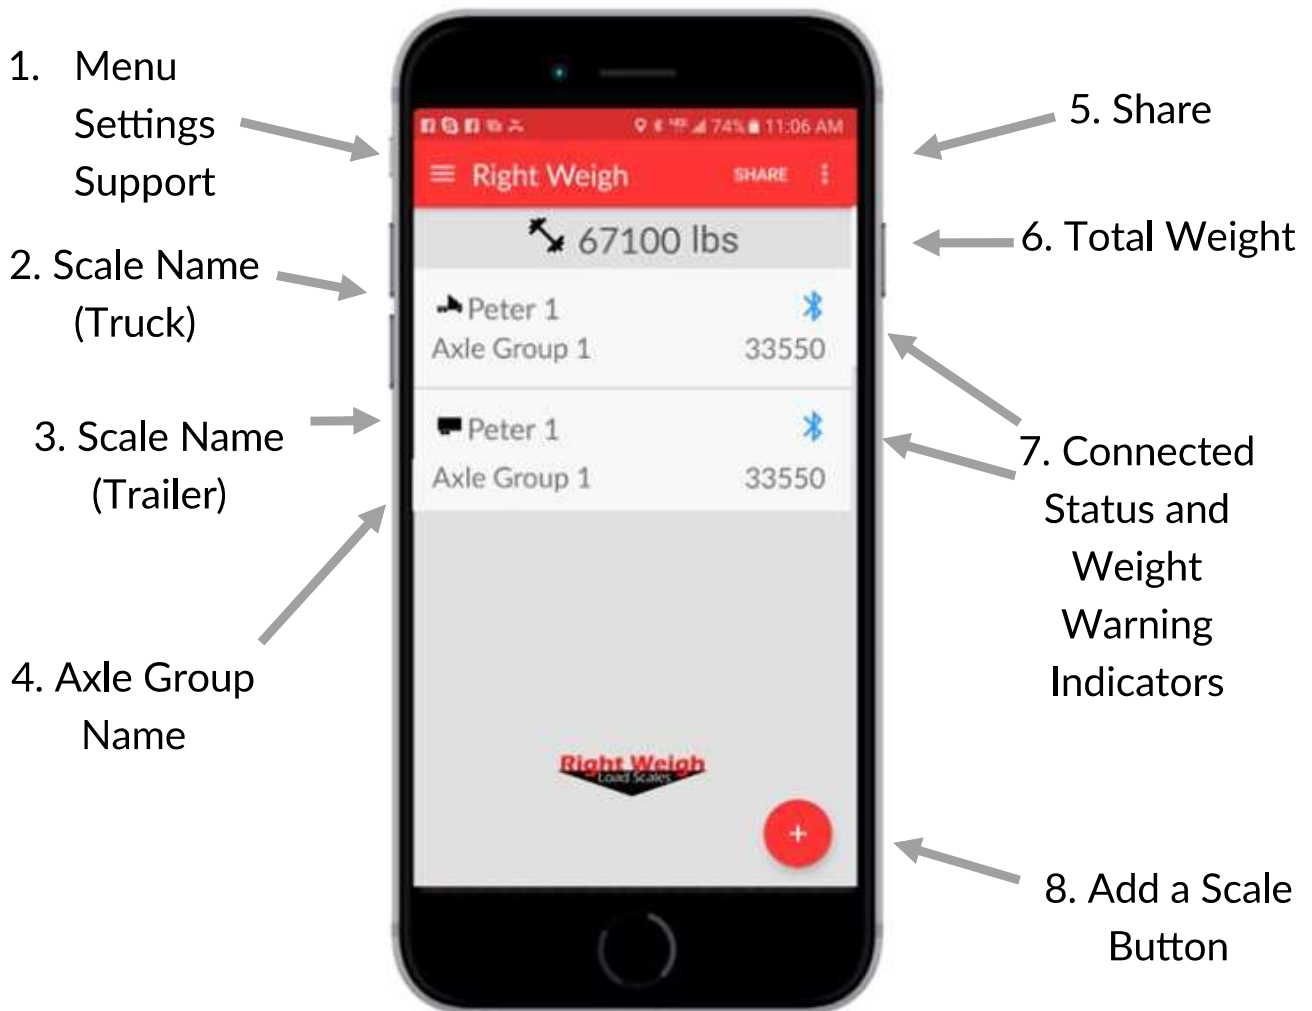 1. Menu
Settings
Support
2. Scale Name
(Truck)
3. Scale Name
(Trailer)
4. Axle Group
Name
74% 11:06 AM
Right Weigh SHARE
67100 lbs
Peter 1
Axle Group 1 33550
Peter 1
Axle Group 1 33550
Right Weigh
Load Scales
+
5. Share
6. Total Weight
7. Connected
Status and
Weight
Warning
Indicators
8. Add a Scale
Button